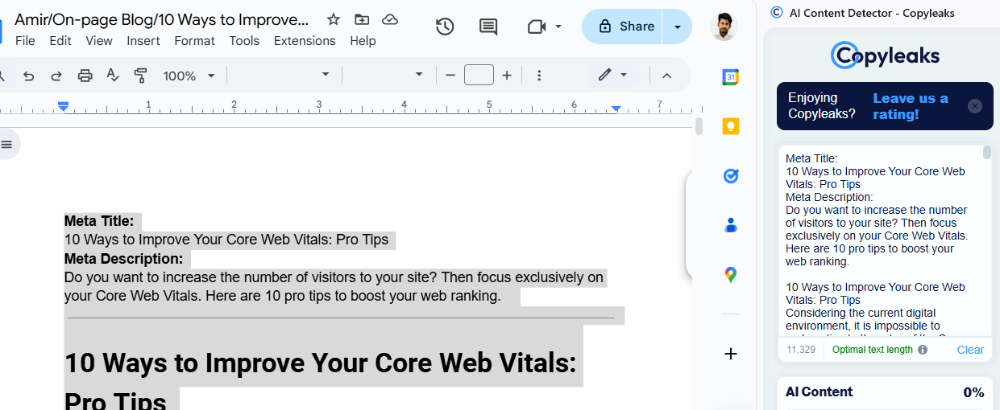 Amir/On-page Blog/10 Ways to Improve...
File Edit View Insert Format Tools Extensions Help
Share
100%
1 2 3 4 5 6 7
31
Meta Title:
10 Ways to Improve Your Core Web Vitals: Pro Tips
Meta Description:
Do you want to increase the number of visitors to your site? Then focus exclusively on
your Core Web Vitals. Here are 10 pro tips to boost your web ranking.
10 Ways to Improve Your Core Web Vitals:
Pro Tips
AI Content Detector - Copyleaks
Copyleaks
Enjoying
Copyleaks?
Leave us a
rating!
Meta Title:
10 Ways to Improve Your Core Web
Vitals: Pro Tips
Meta Description:
Do you want to increase the number
of visitors to your site? Then focus
exclusively on your Core Web Vitals.
Here are 10 pro tips to boost your
web ranking.
10 Ways to Improve Your Core Web
Vitals: Pro Tips
Considering the current digital
environment, it is impossible to
11,329 Optimal text length Clear
AI Content 0%